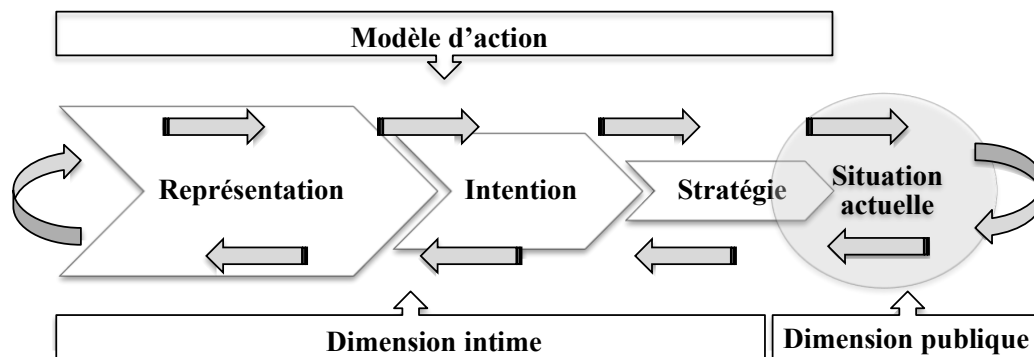 Modèle d’action
Représentation
Intention
Stratégie
Situation
actuelle
Dimension intime
Dimension publique